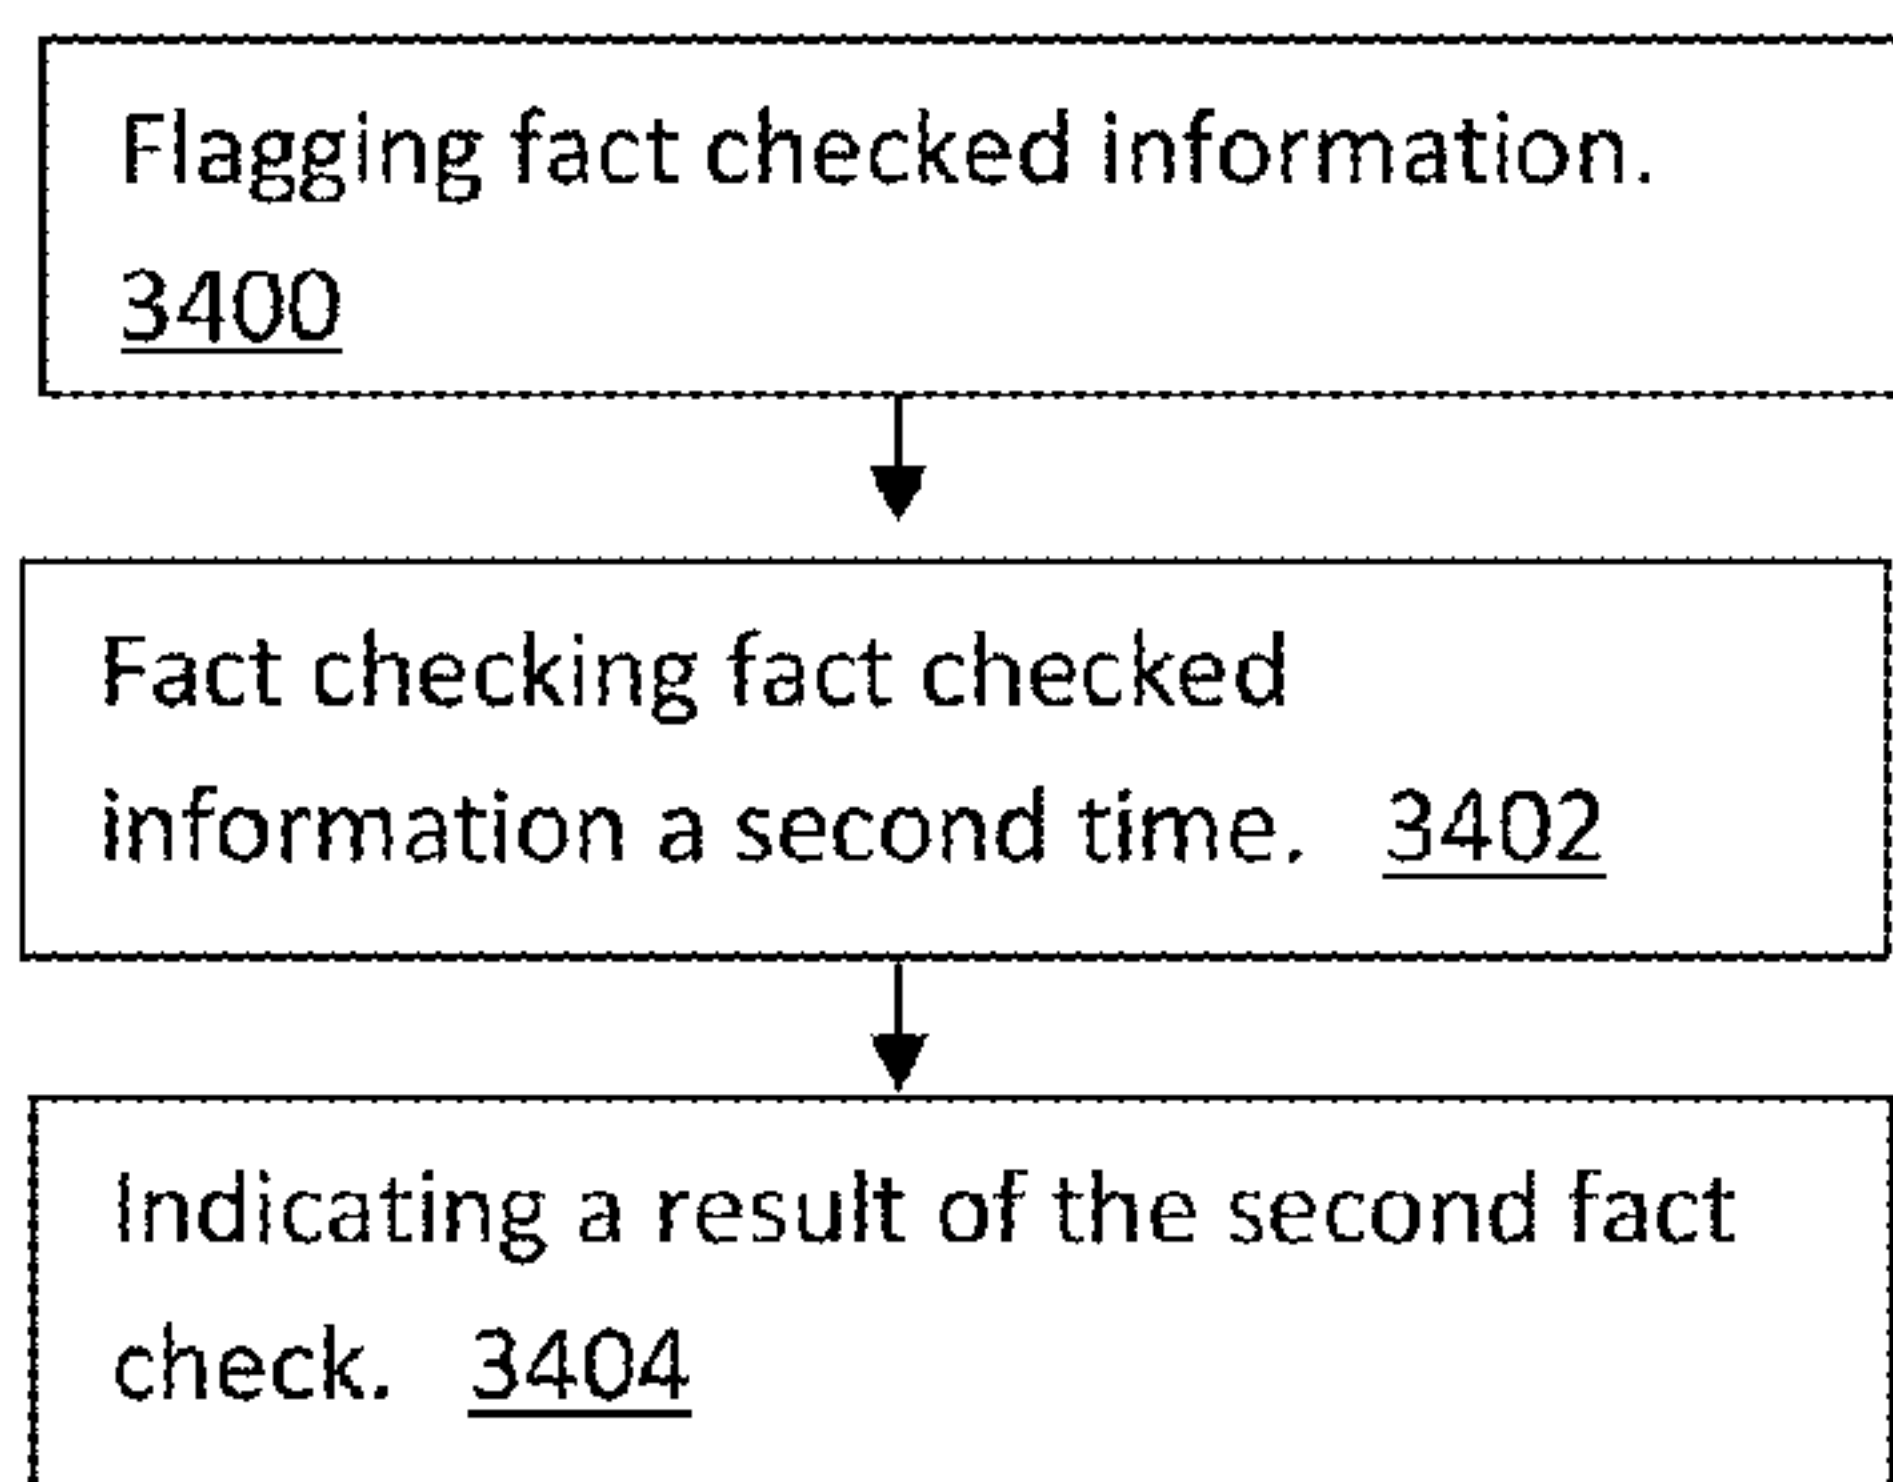 Flagging fact checked information.
3400
Fact checking fact checked
information a second time. 3402
Indicating a result of the second fact
check. 3404